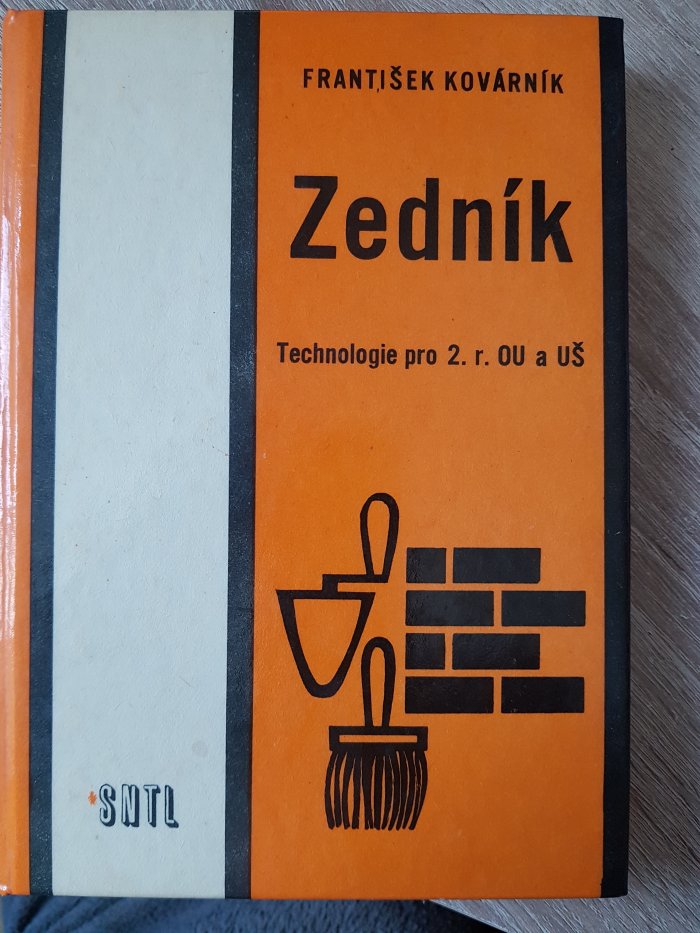 FRANTIŠEK KOVÁRNÍK
Zedník
Technologie pro 2. r. OU a UŠ
*SNTL